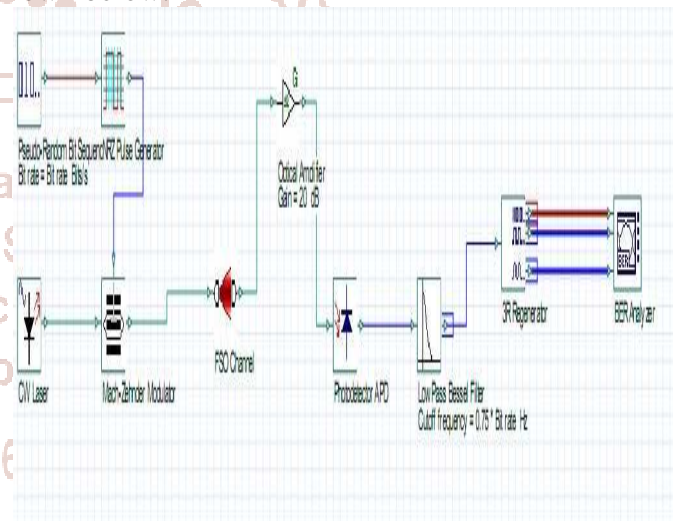 Pseudo-Random Bit Sequence
NRZ Pulse Generator
Bit rate = Bit rate Bits/s
G
Optical Amplifier
Gain = 20 dB
3R Regenerator
BER
BER Analyzer
CW Laser
Mach-Zehnder Modulator
FSO Channel
Photodetector APD
Low Pass Bessel Filter
Cutoff frequency = 0.75 * Bit rate Hz